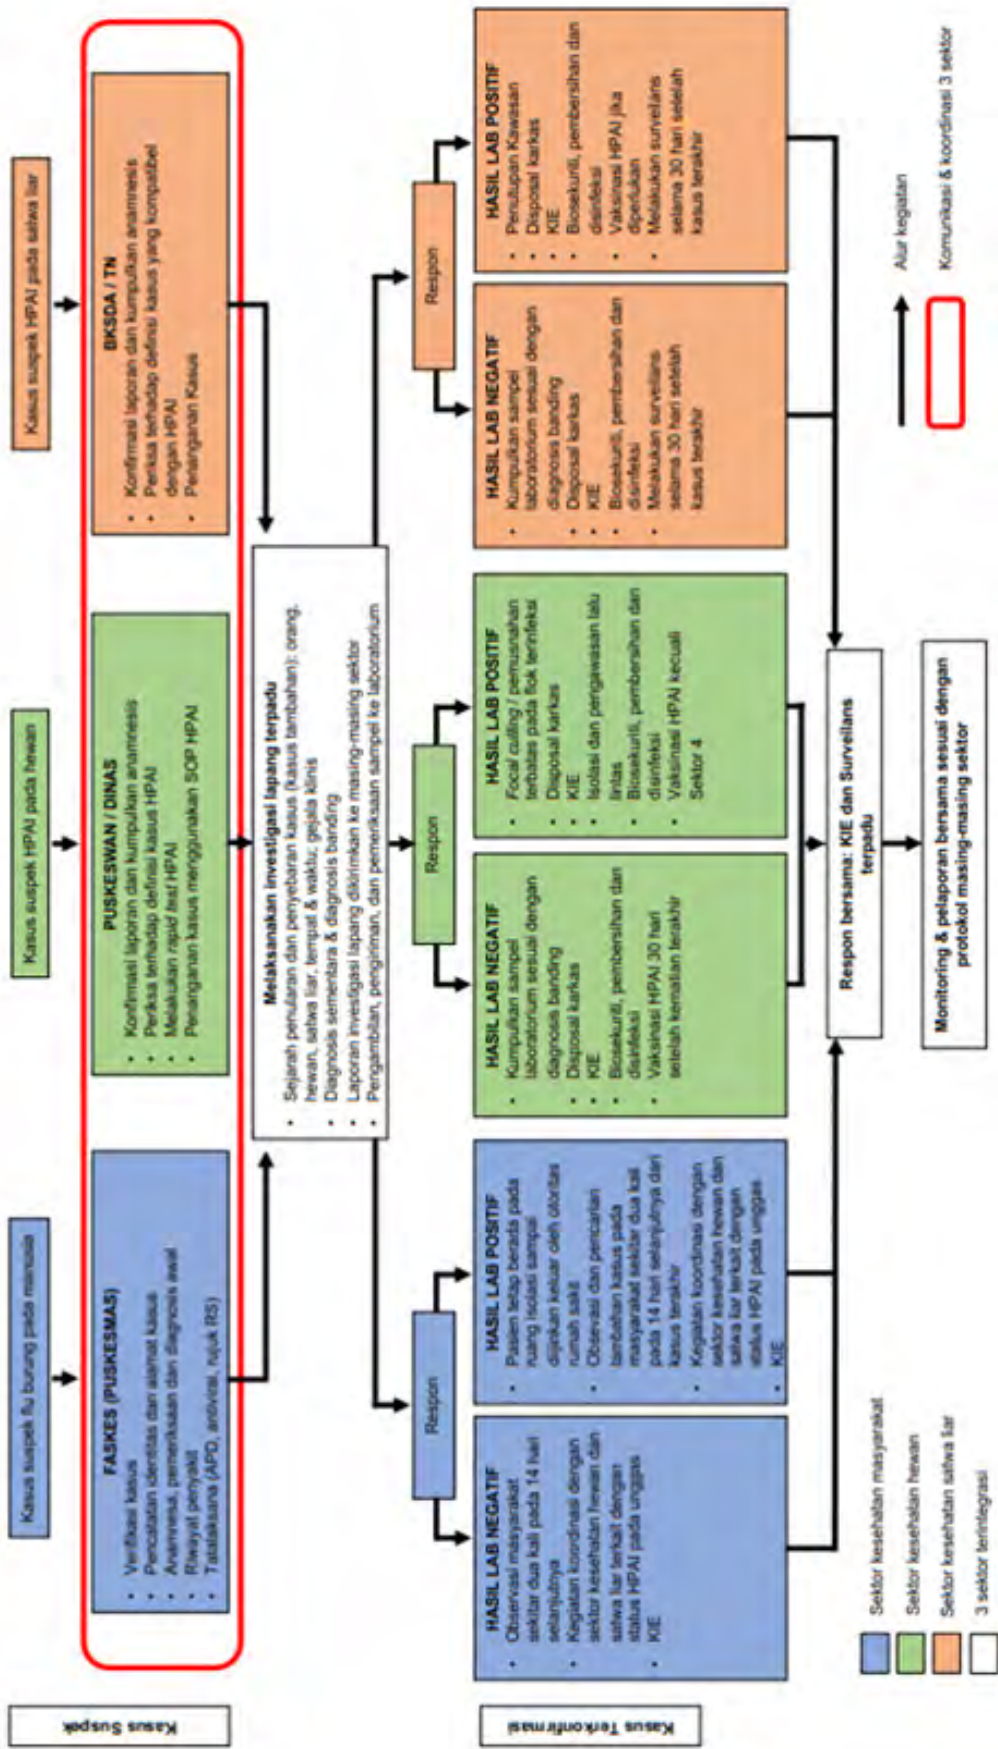 Kasus Suspek
Kasus suspek flu burung pada manusia
Kasus suspek HPAI pada hewan
Kasus suspek HPAI pada satwa liar
FASKES (PUSKESMAS)
• Verifikasi kasus
• Pencatatan identitas dan alamat kasus
• Anamnesa, pemeriksaan dan diagnosis awal
• Riwayat penyakit
• Tatalaksana (APD, antiviral, rujuk RS)
PUSKESWAN / DINAS
• Konfirmasi laporan dan kumpulkan anamnesis
• Periksa terhadap definisi kasus HPAI
• Melakukan rapid test HPAI
• Penanganan kasus menggunakan SOP HPAI
BKSDA / TN
• Konfirmasi laporan dan kumpulkan anamnesis
• Periksa terhadap definisi kasus yang kompatibel
dengan HPAI
• Penanganan Kasus
Melaksanakan investigasi lapang terpadu
• Sejarah penularan dan penyebaran kasus (kasus tambahan): orang,
hewan, satwa liar, tempat & waktu; gejala klinis
• Diagnosis sementara & diagnosis banding
• Laporan investigasi lapang dikirimkan ke masing-masing sektor
• Pengambilan, pengiriman, dan pemeriksaan sampel ke laboratorium
Kasus Terkonfirmasi
Respon
Respon
Respon
HASIL LAB NEGATIF
• Observasi masyarakat
sekitar dua kali pada 14 hari
selanjutnya
• Kegiatan koordinasi dengan
sektor kesehatan hewan dan
satwa liar terkait dengan
status HPAI pada unggas
• KIE
HASIL LAB POSITIF
• Pasien tetap berada pada
ruang isolasi sampai
diijinkan keluar oleh otoritas
rumah sakit
• Observasi dan pencarian
tambahan kasus pada
masyarakat sekitar dua kali
pada 14 hari selanjutnya dari
kasus terakhir
• Kegiatan koordinasi dengan
sektor kesehatan hewan dan
satwa liar terkait dengan
status HPAI pada unggas
• KIE
HASIL LAB NEGATIF
• Kumpulkan sampel
laboratorium sesuai dengan
diagnosis banding
• Disposal karkas
• KIE
• Biosekuriti, pembersihan dan
disinfeksi
• Vaksinasi HPAI 30 hari
setelah kematian terakhir
HASIL LAB POSITIF
• Focal culling / pemusnahan
terbatas pada flok terinfeksi
• Disposal karkas
• KIE
• Isolasi dan pengawasan lalu
lintas
• Biosekuriti, pembersihan dan
disinfeksi
• Vaksinasi HPAI kecuali
Sektor 4
HASIL LAB NEGATIF
• Kumpulkan sampel
laboratorium sesuai dengan
diagnosis banding
• Disposal karkas
• KIE
• Biosekuriti, pembersihan dan
disinfeksi
• Melakukan surveilans
selama 30 hari setelah
kasus terakhir
HASIL LAB POSITIF
• Penutupan Kawasan
• Disposal karkas
• KIE
• Biosekuriti, pembersihan dan
disinfeksi
• Vaksinasi HPAI jika
diperlukan
• Melakukan surveilans
selama 30 hari setelah
kasus terakhir
Respon bersama: KIE dan Surveilans
terpadu
Monitoring & pelaporan bersama sesuai dengan
protokol masing-masing sektor
Sektor kesehatan masyarakat
Sektor kesehatan hewan
Sektor kesehatan satwa liar
3 sektor terintegrasi
Alur kegiatan
Komunikasi & koordinasi 3 sektor